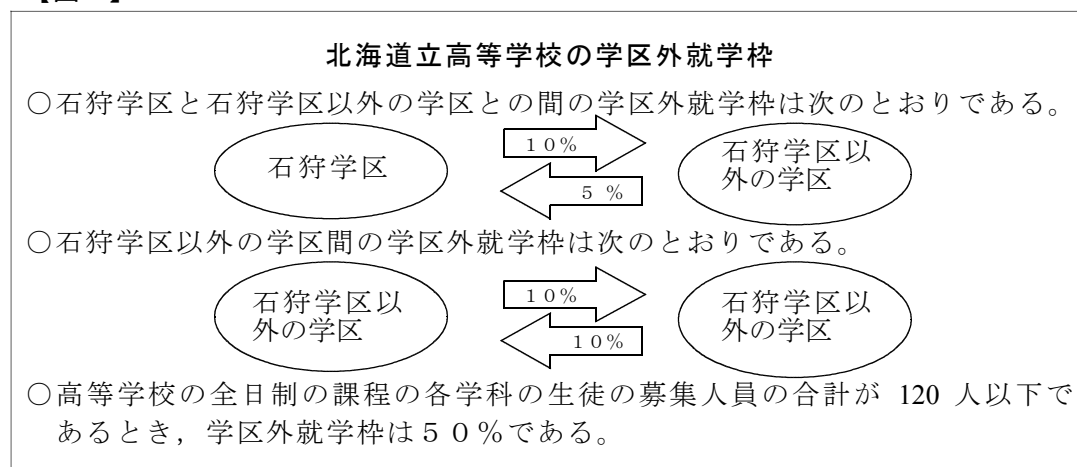 北海道立高等学校の学区外就学枠
○石狩学区と石狩学区以外の学区との間の学区外就学枠は次のとおりである。
石狩学区
10%
5 %
石狩学区以
外の学区
○石狩学区以外の学区間の学区外就学枠は次のとおりである。
石狩学区以
外の学区
10%
10%
石狩学区以
外の学区
○高等学校の全日制の課程の各学科の生徒の募集人員の合計が 120 人以下で
あるとき，学区外就学枠は５０％である。